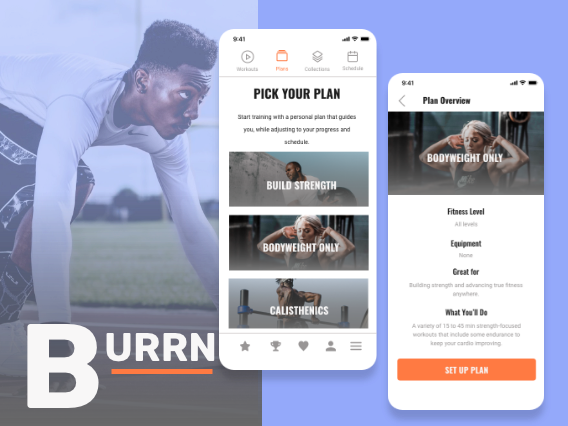 BURRN
9:41
Workouts
Plans
Collections
Schedule
PICK YOUR PLAN
Start training with a personal plan that guides
you, while adjusting to your progress and
schedule.
BUILD STRENGTH
BODYWEIGHT ONLY
CALISTHENICS
9:41
Plan Overview
BODYWEIGHT ONLY
Fitness Level
All levels
Equipment
None
Great for
Building strength and advancing true fitness
anywhere.
What You'll Do
A variety of 15 to 45 min strength-focused
workouts that include some endurance to
keep your cardio improving.
SET UP PLAN